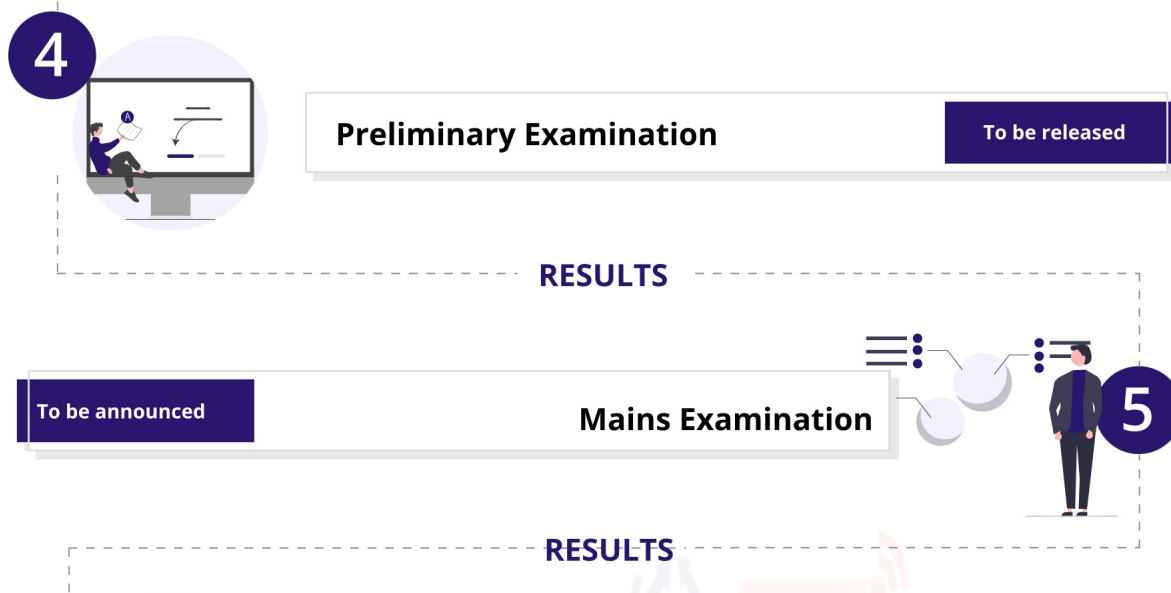 4
A
Preliminary Examination
To be released
RESULTS
To be announced
Mains Examination
5
RESULTS